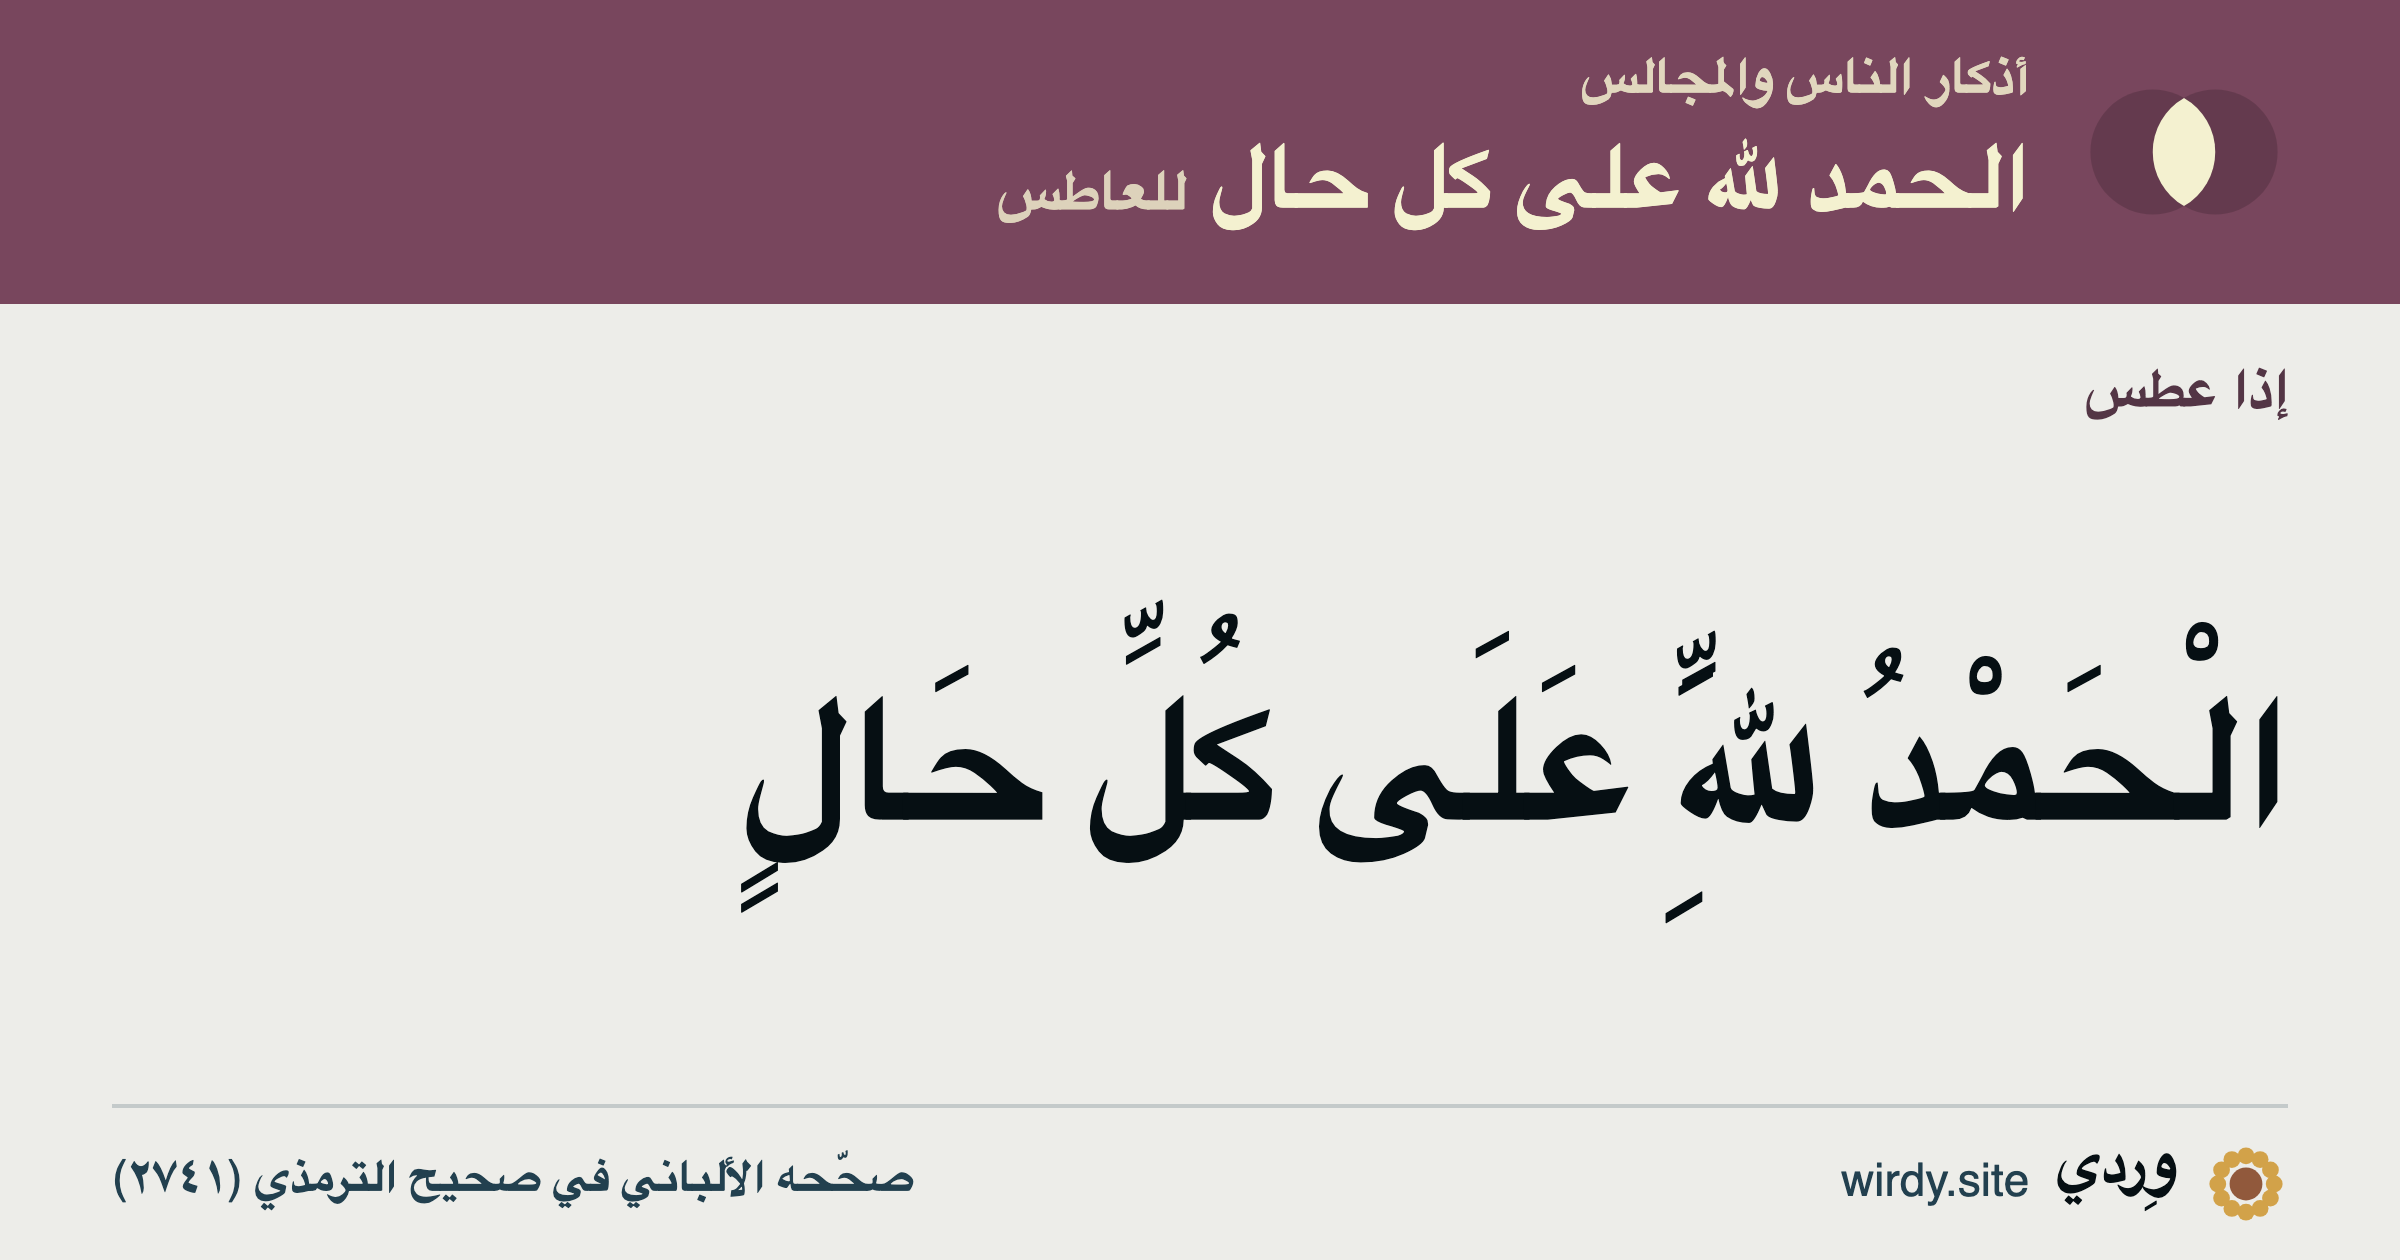 أذكار الناس والمجالس
الحمد لله على كل حال للعاطس
إذا عطس
الْحَمْدُ لِلَّهِ عَلَى كُلِّ حَالٍ
وِردي wirdy.site
صحّحه الألباني في صحيح الترمذي (٢٧٤١)